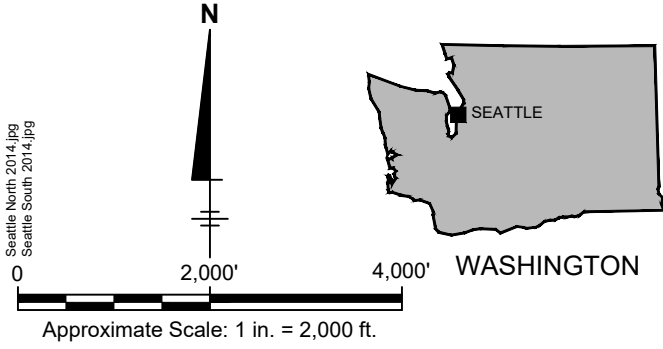 N
SEATTLE
Seattle North 2014.jpg
Seattle South 2014.jpg
0
2,000'
4,000'
WASHINGTON
Approximate Scale: 1 in. = 2,000 ft.